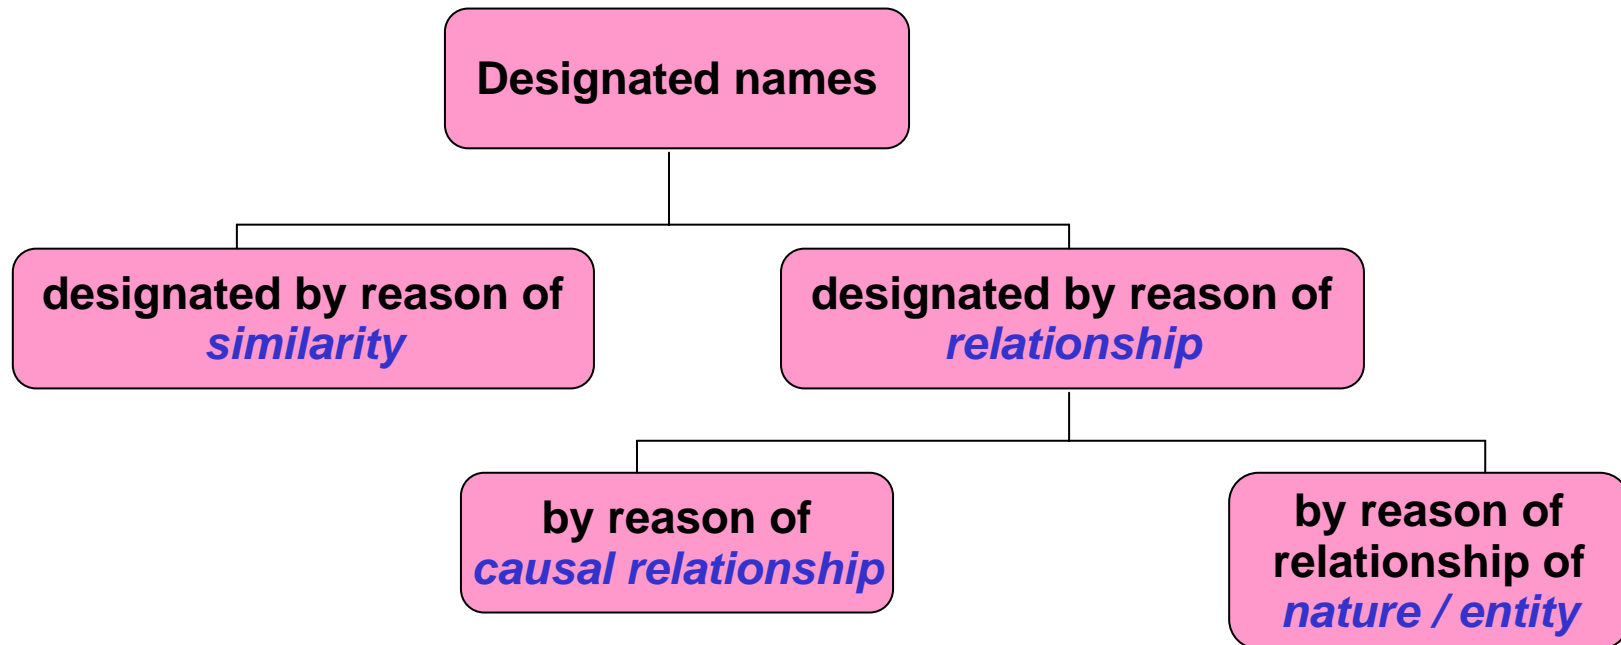 Designated names
designated by reason of
similarity
designated by reason of
relationship
by reason of
causal relationship
by reason of
relationship of
nature / entity